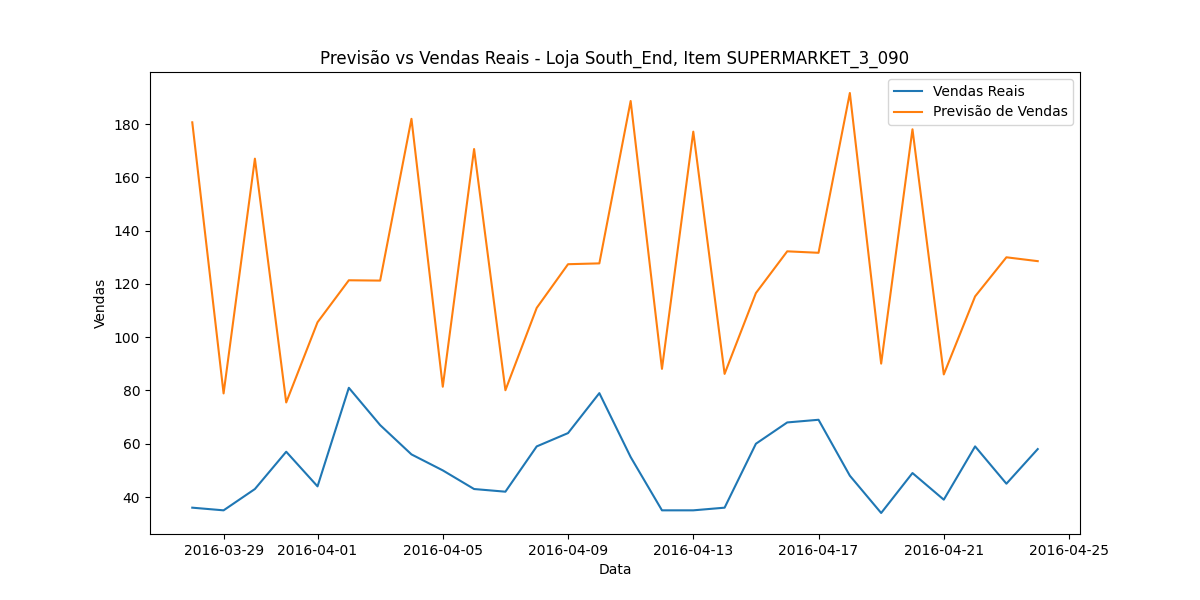 Previsão vs Vendas Reais - Loja South_End, Item SUPERMARKET_3_090
Vendas Reais
Previsão de Vendas
Vendas
180
160
140
120
100
80
60
40
2016-03-29 2016-04-01 2016-04-05 2016-04-09 2016-04-13 2016-04-17 2016-04-21 2016-04-25
Data